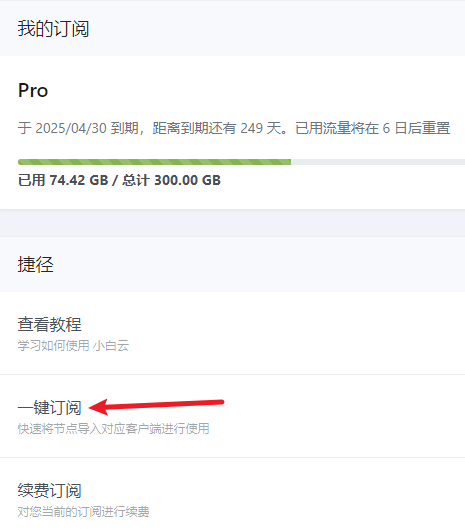 我的订阅
Pro
于 2025/04/30 到期，距离到期还有 249 天。已用流量将在 6 日后重置
已用 74.42 GB / 总计 300.00 GB
捷径
查看教程
学习如何使用 小白云
一键订阅
快速将节点导入对应客户端进行使用
续费订阅
对您当前的订阅进行续费